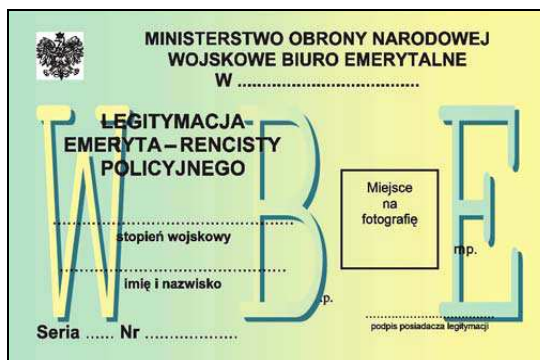 MINISTERSTWO OBRONY NARODOWEJ
WOJSKOWE BIURO EMERYTALNE
W ......................................
WBE
LEGITYMACJA
EMERYTA – RENCISTY
POLICYJNEGO
Miejsce
na
fotografię
stopień wojskowy
mp.
imię i nazwisko
.p.
Seria ...... Nr ....................
podpis posiadacza legitymacji